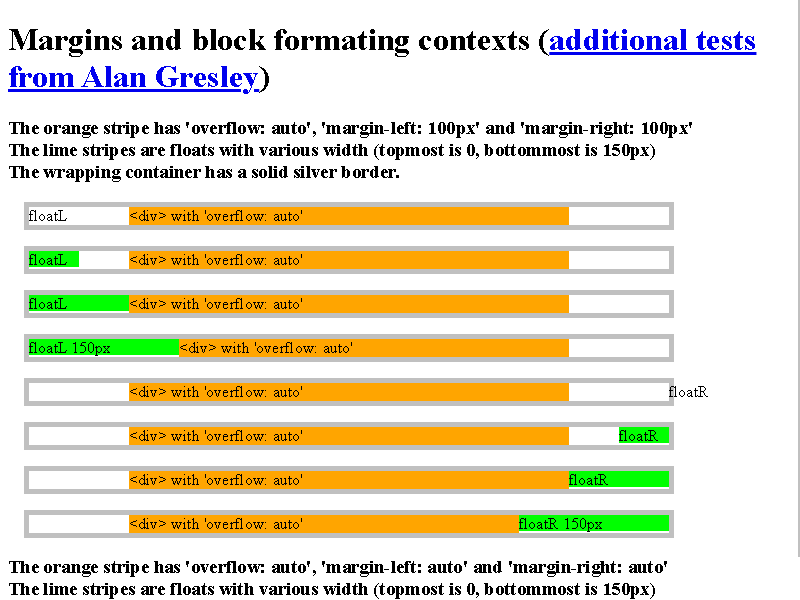 Margins and block formating contexts (additional tests
from Alan Gresley)
The orange stripe has 'overflow: auto', 'margin-left: 100px' and 'margin-right: 100px'
The lime stripes are floats with various width (topmost is 0, bottommost is 150px)
The wrapping container has a solid silver border.
floatL <div> with 'overflow: auto'
floatL <div> with 'overflow: auto'
floatL <div> with 'overflow: auto'
floatL 150px <div> with 'overflow: auto'
<div> with 'overflow: auto' floatR
<div> with 'overflow: auto' floatR
<div> with 'overflow: auto' floatR
<div> with 'overflow: auto' floatR 150px
The orange stripe has 'overflow: auto', 'margin-left: auto' and 'margin-right: auto'
The lime stripes are floats with various width (topmost is 0, bottommost is 150px)